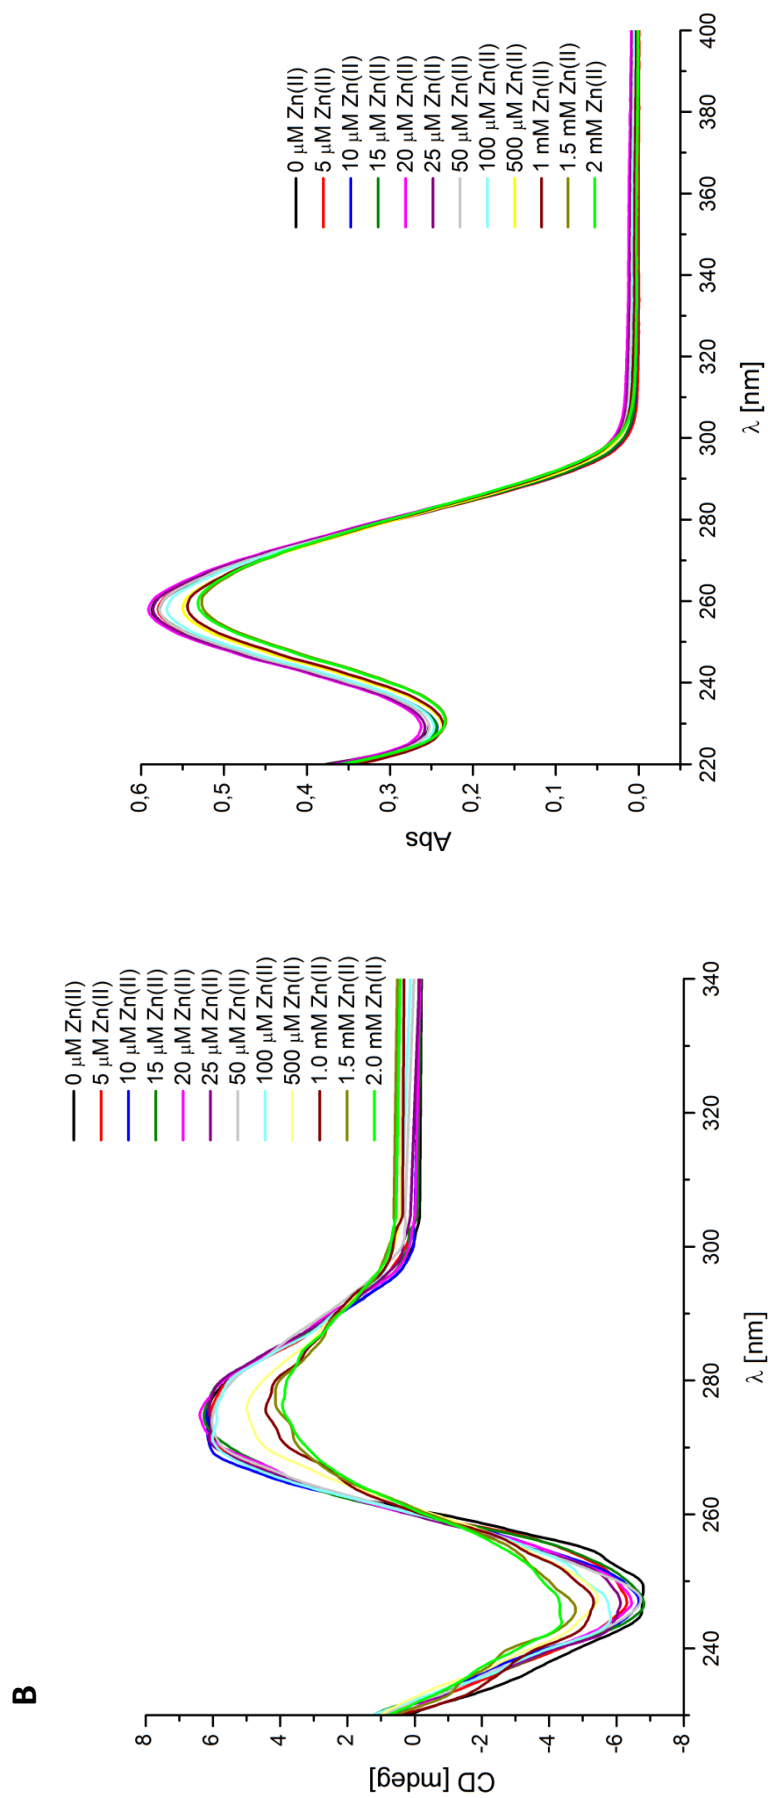 B
CD [mdeg]
8
6
4
2
0
-2
-4
-6
-8
240
260
280
300
320
340
λ [nm]
0 μM Zn(II)
5 μM Zn(II)
10 μM Zn(II)
15 μM Zn(II)
20 μM Zn(II)
25 μM Zn(II)
50 μM Zn(II)
100 μM Zn(II)
500 μM Zn(II)
1.0 mM Zn(II)
1.5 mM Zn(II)
2.0 mM Zn(II)
Abs
0,6
0,5
0,4
0,3
0,2
0,1
0,0
220
240
260
280
300
320
340
360
380
400
λ [nm]
0 μM Zn(II)
5 μM Zn(II)
10 μM Zn(II)
15 μM Zn(II)
20 μM Zn(II)
25 μM Zn(II)
50 μM Zn(II)
100 μM Zn(II)
500 μM Zn(II)
1 mM Zn(II)
1.5 mM Zn(II)
2 mM Zn(II)